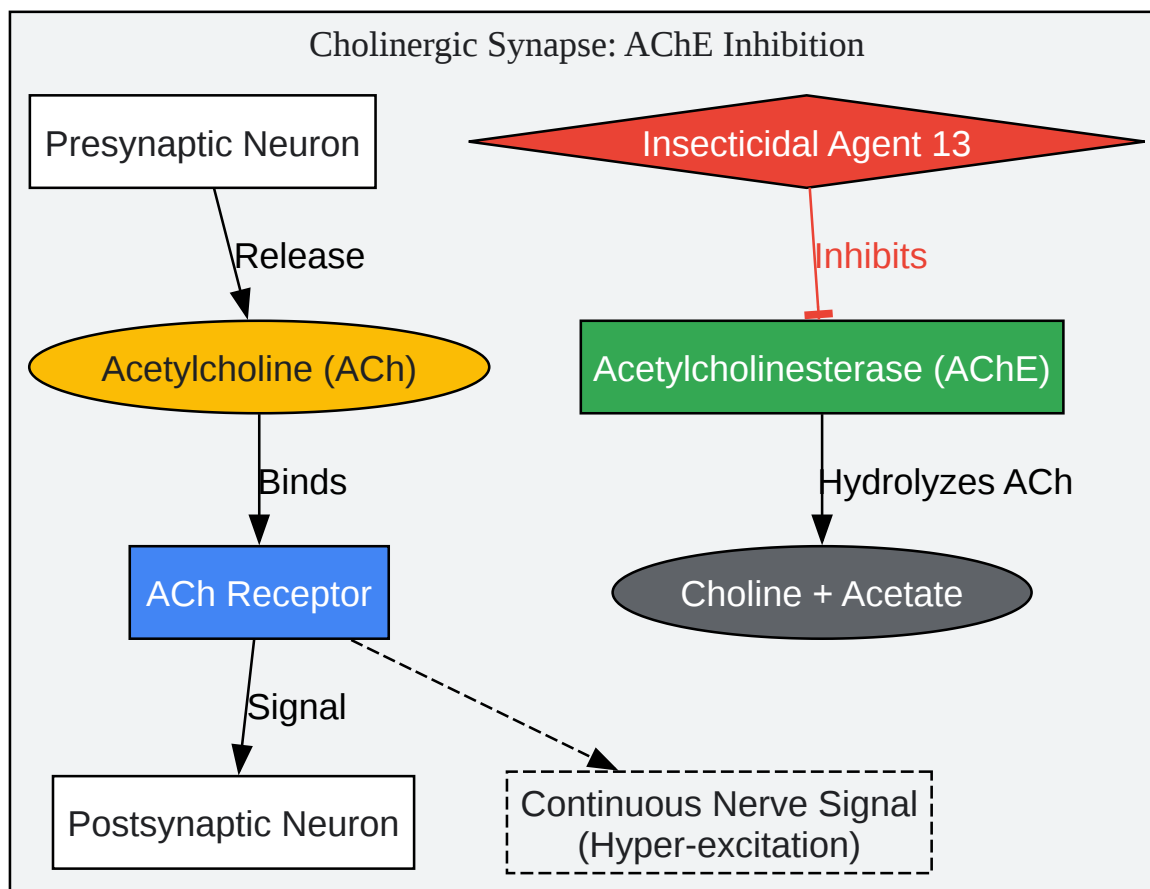 Cholinergic Synapse: AChE Inhibition
Presynaptic Neuron
Insecticidal Agent 13
Release
Inhibits
Acetylcholine (ACh)
Acetylcholinesterase (AChE)
Binds
Hydrolyzes ACh
ACh Receptor
Choline + Acetate
Signal
Postsynaptic Neuron
Continuous Nerve Signal
(Hyper-excitation)